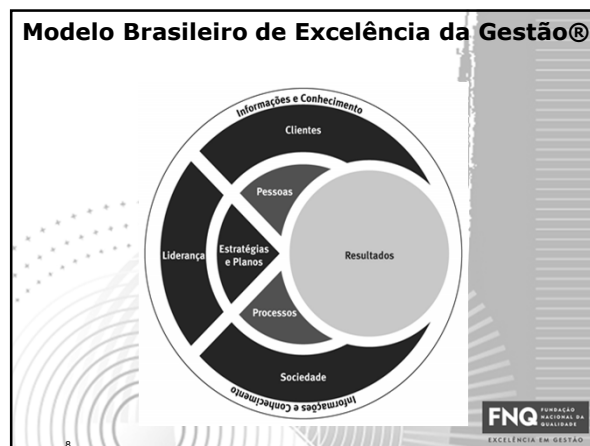 Modelo Brasileiro de Excelência da Gestão®
Informações e Conhecimento
Clientes
Pessoas
Liderança
Estratégias
e Planos
Resultados
Processos
Sociedade
Informações e Conhecimento
8
FNQ
FUNDAÇÃO
NACIONAL DA
QUALIDADE
EXCELÊNCIA EM GESTÃO